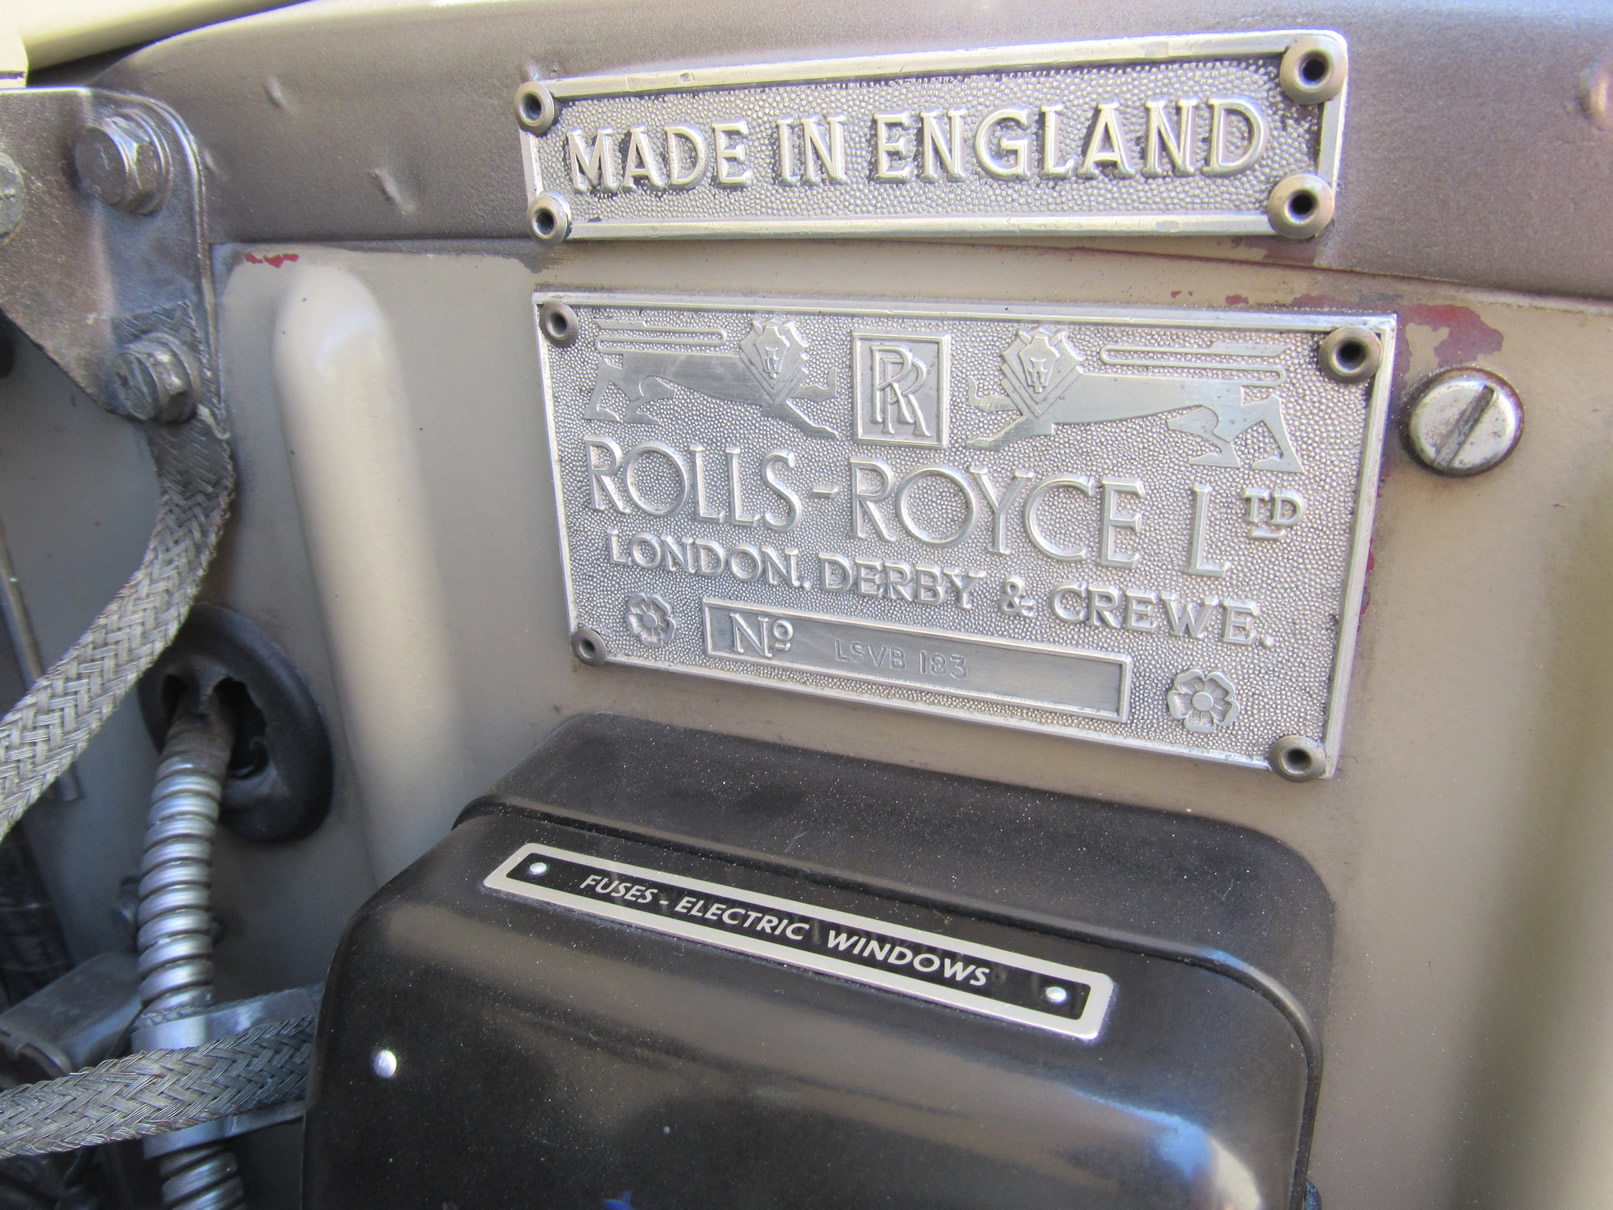 MADE IN ENGLAND
RR
ROLLS-ROYCE LTD
LONDON, DERBY & CREWE.
No LSVB 183
FUSES - ELECTRIC WINDOWS